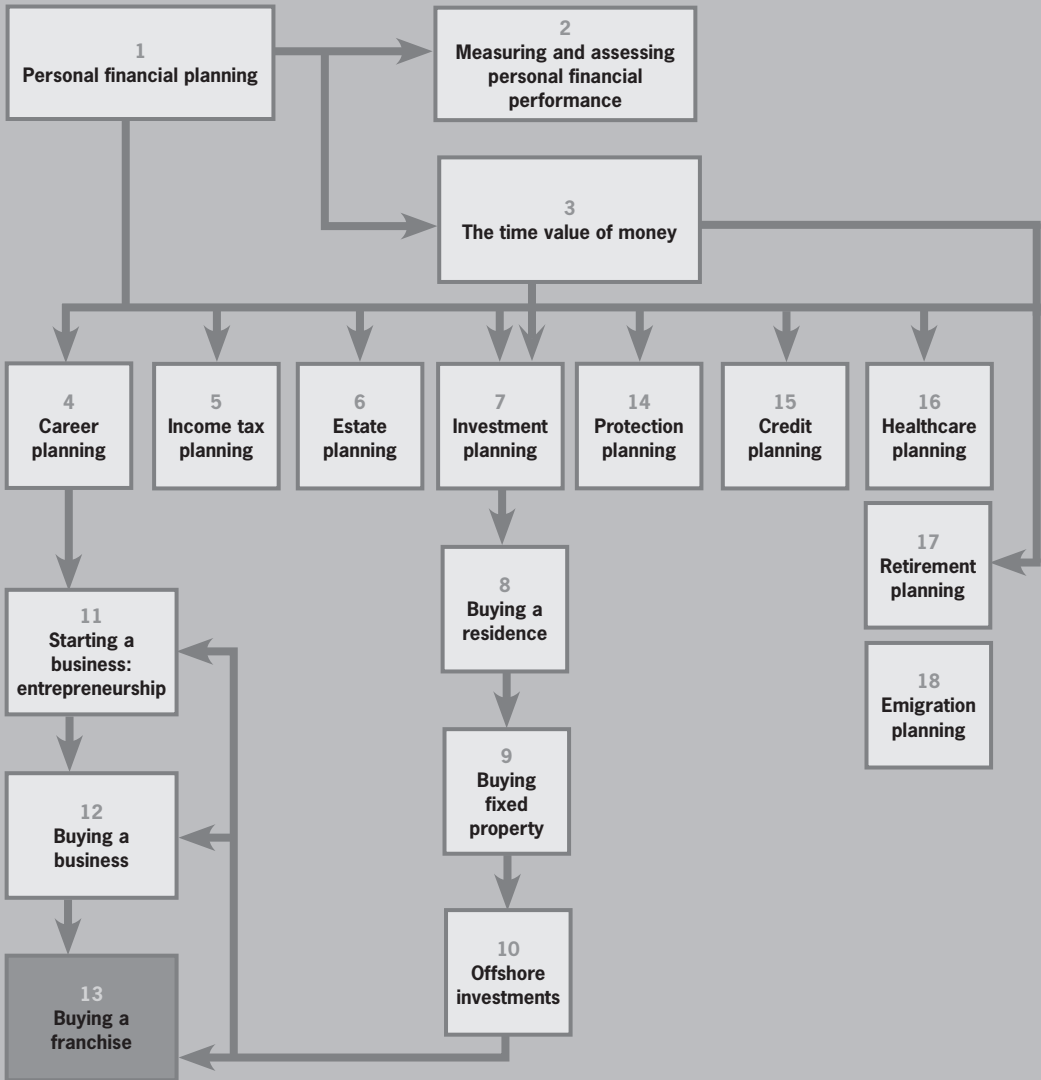 1
Personal financial planning
2
Measuring and assessing
personal financial
performance
3
The time value of money
4
Career
planning
5
Income tax
planning
6
Estate
planning
7
Investment
planning
14
Protection
planning
15
Credit
planning
16
Healthcare
planning
17
Retirement
planning
18
Emigration
planning
8
Buying a
residence
9
Buying
fixed
property
10
Offshore
investments
11
Starting a
business:
entrepreneurship
12
Buying a
business
13
Buying a
franchise